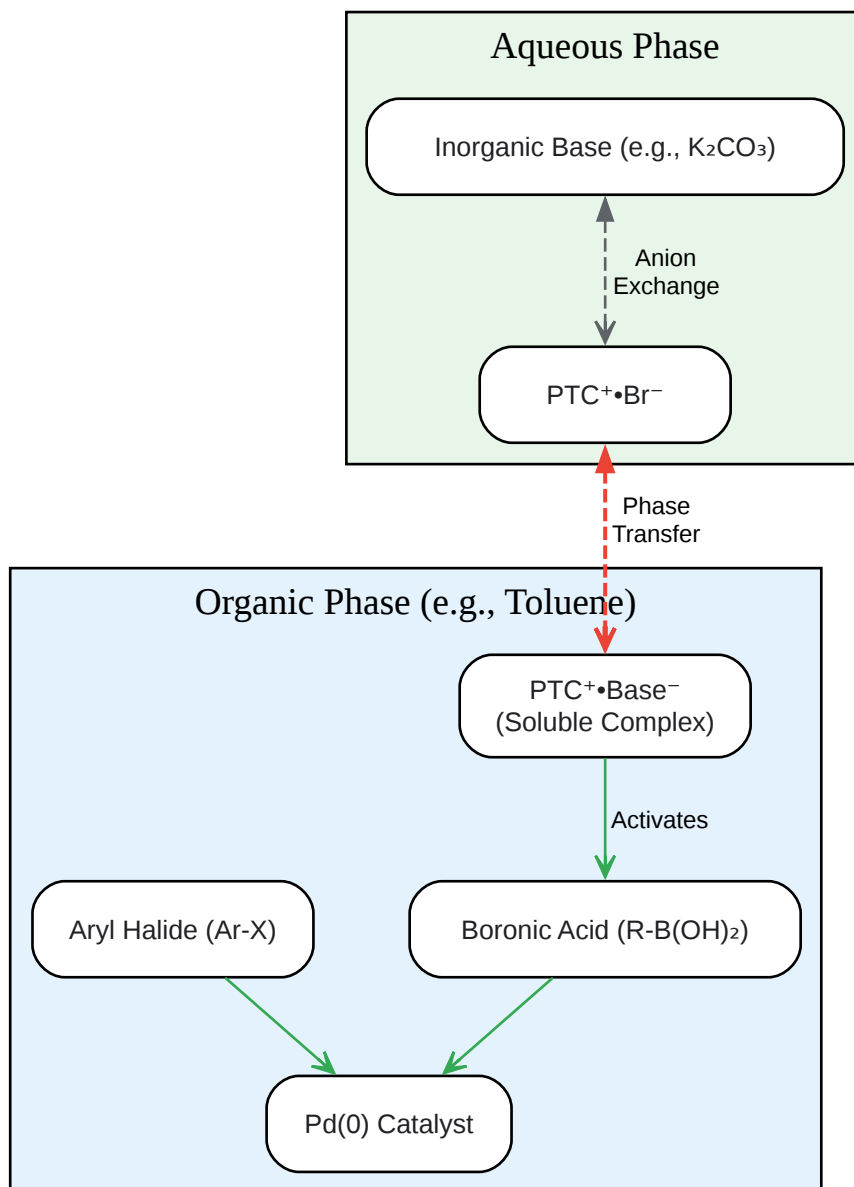 Aqueous Phase
Inorganic Base (e.g., K₂CO₃)
Anion
Exchange
PTC⁺•Br⁻
Phase
Transfer
Organic Phase (e.g., Toluene)
PTC⁺•Base⁻
(Soluble Complex)
Activates
Aryl Halide (Ar-X)
Boronic Acid (R-B(OH)₂)
Pd(0) Catalyst